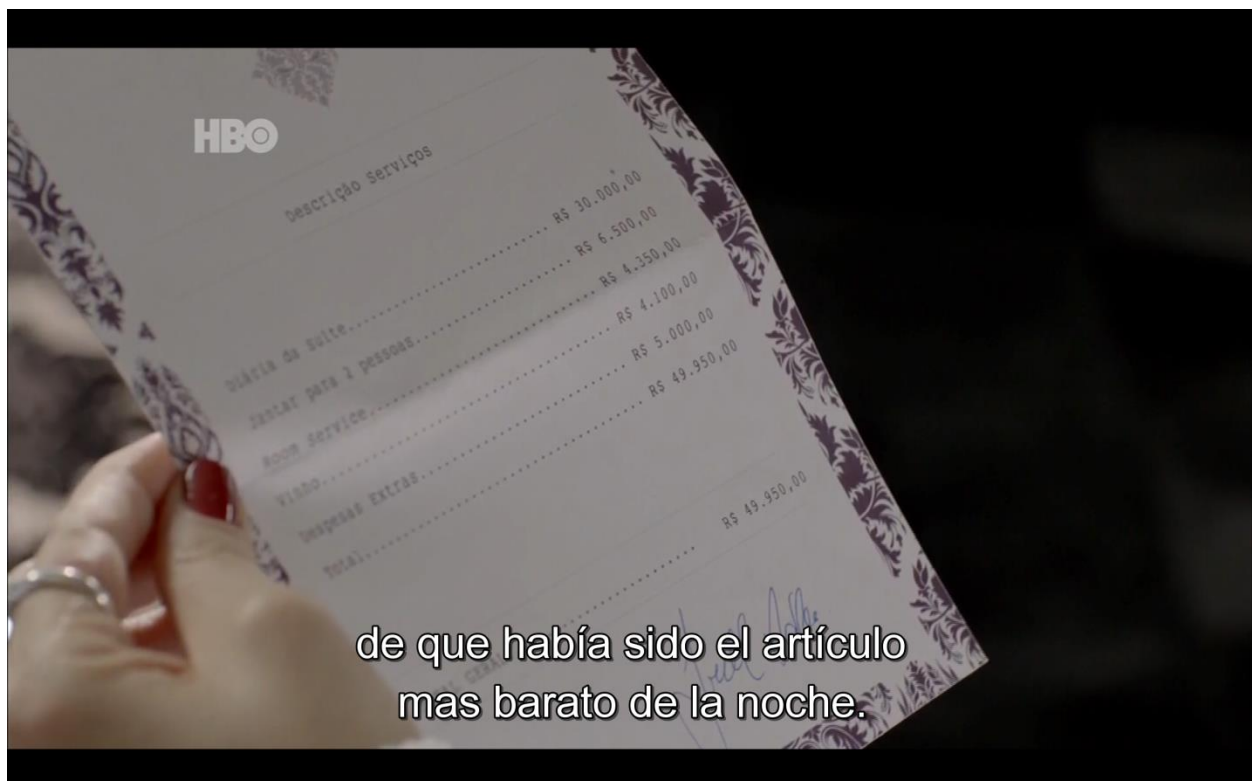 HBO
Descrição Serviços
Diária da Suíte.......................... R$ 30.000,00
Jantar para 2 pessoas.................... R$ 6.500,00
Room Service............................. R$ 4.350,00
Vinho.................................... R$ 4.100,00
Despesas Extras.......................... R$ 5.000,00
Total.................................... R$ 49.950,00
R$ 49.950,00
de que había sido el artículo
mas barato de la noche.